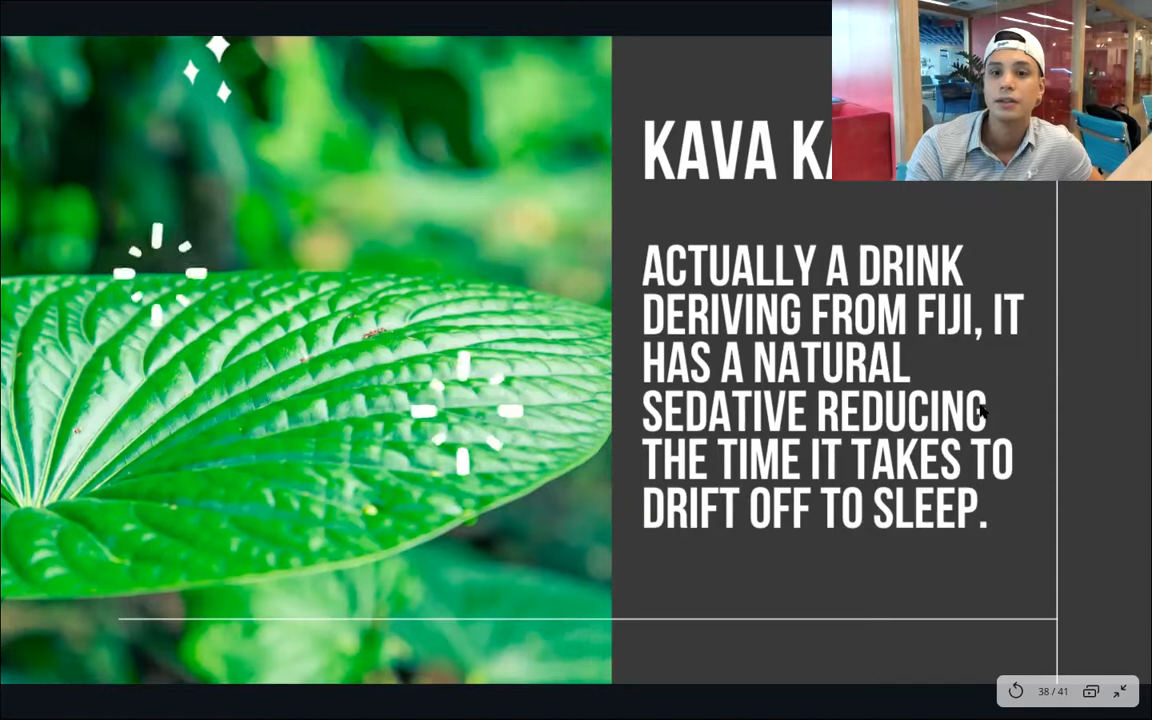 KAVA KA
ACTUALLY A DRINK
DERIVING FROM FIJI, IT
HAS A NATURAL
SEDATIVE REDUCING
THE TIME IT TAKES TO
DRIFT OFF TO SLEEP.
38 / 41